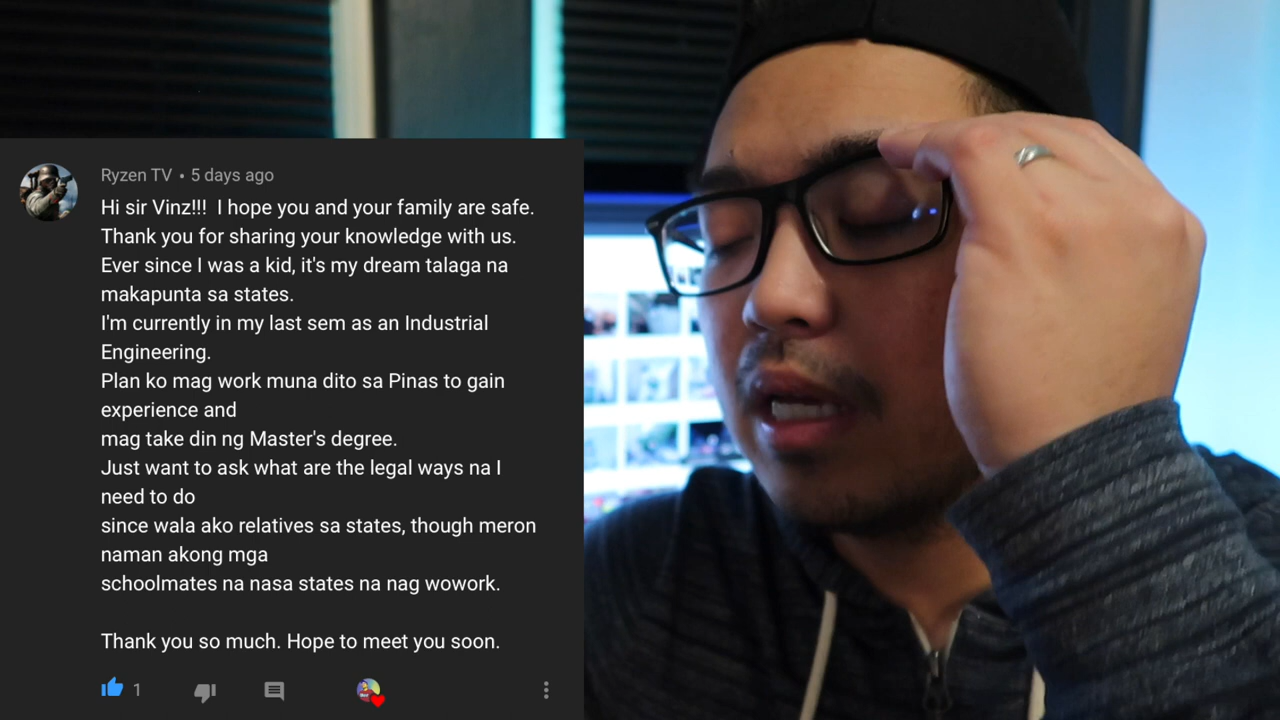 Ryzen TV • 5 days ago
Hi sir Vinz!!!  I hope you and your family are safe.
Thank you for sharing your knowledge with us.
Ever since I was a kid, it's my dream talaga na
makapunta sa states.
I'm currently in my last sem as an Industrial
Engineering.
Plan ko mag work muna dito sa Pinas to gain
experience and
mag take din ng Master's degree.
Just want to ask what are the legal ways na I
need to do
since wala ako relatives sa states, though meron
naman akong mga
schoolmates na nasa states na nag wowork.
Thank you so much. Hope to meet you soon.
1